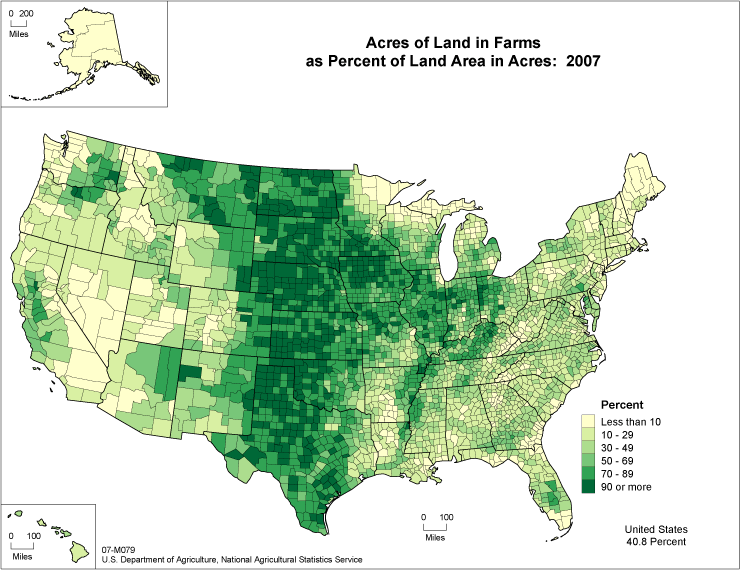 0 200
Miles
Acres of Land in Farms
as Percent of Land Area in Acres: 2007
Percent
Less than 10
10 - 29
30 - 49
50 - 69
70 - 89
90 or more
0 100
Miles
0 100
Miles
United States
40.8 Percent
07-M079
U.S. Department of Agriculture, National Agricultural Statistics Service